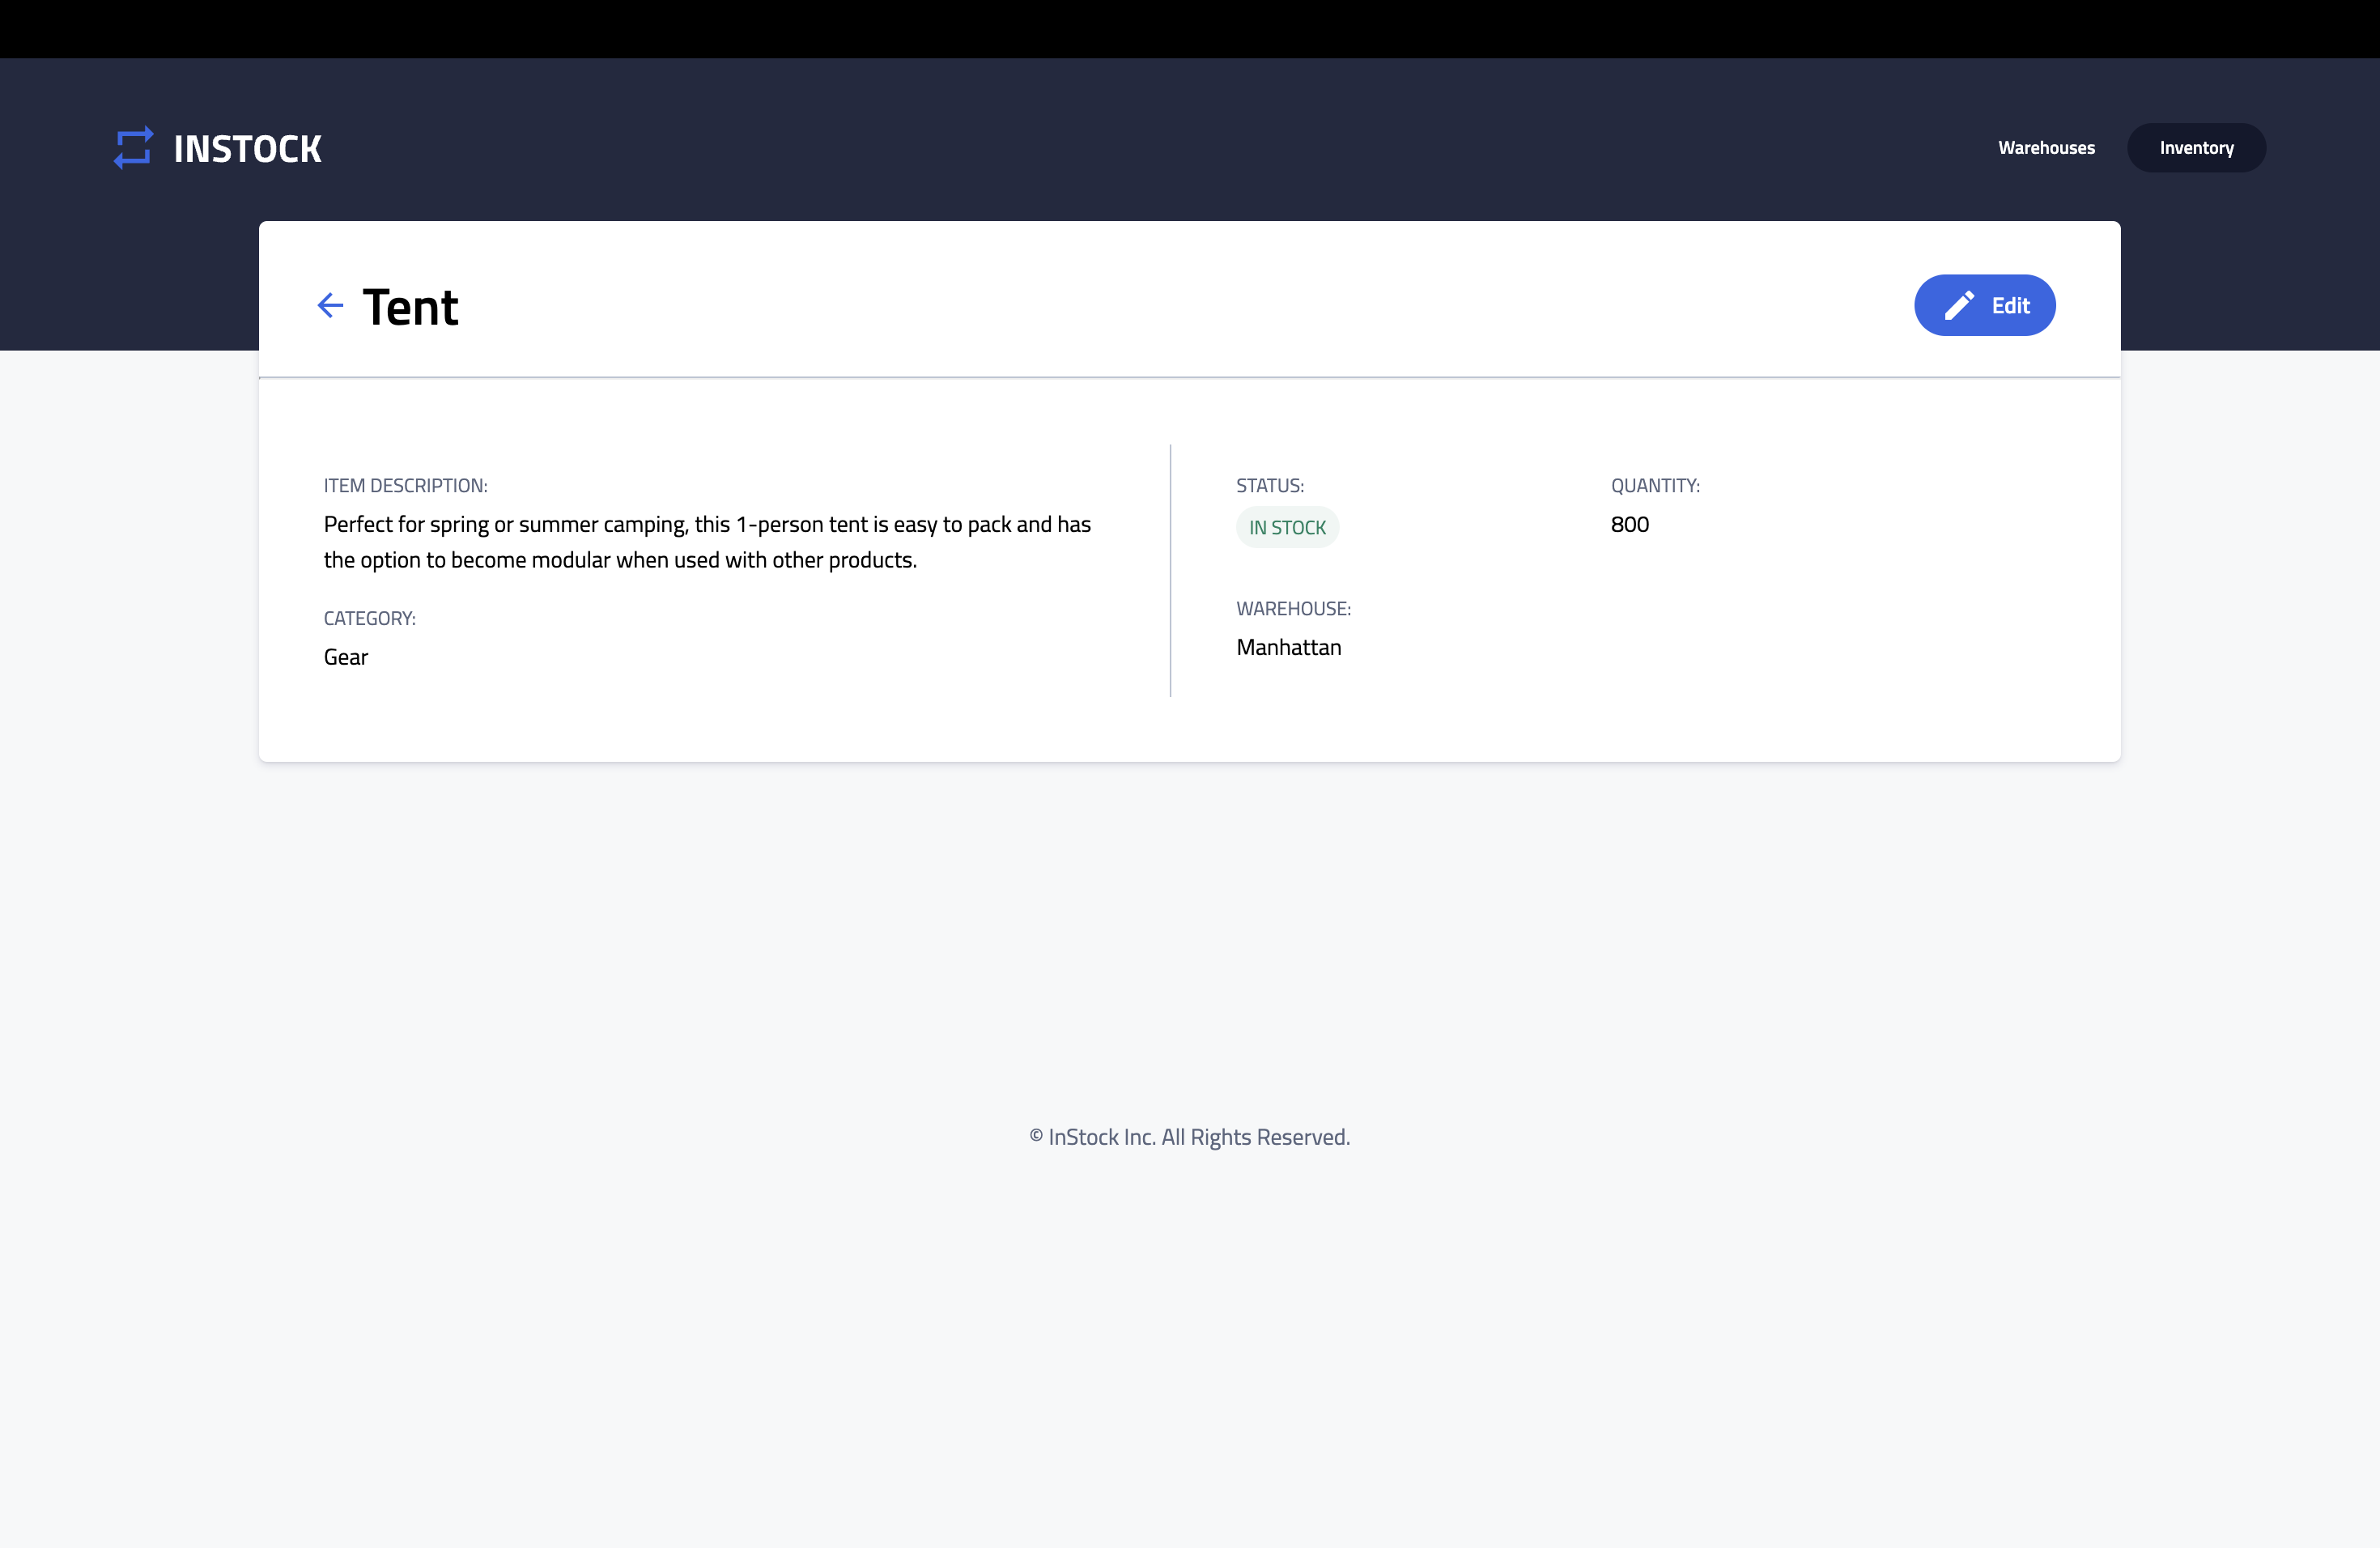 INSTOCK
Warehouses
Inventory
Tent
Edit
ITEM DESCRIPTION:
Perfect for spring or summer camping, this 1-person tent is easy to pack and has
the option to become modular when used with other products.
CATEGORY:
Gear
STATUS:
IN STOCK
QUANTITY:
800
WAREHOUSE:
Manhattan
© InStock Inc. All Rights Reserved.